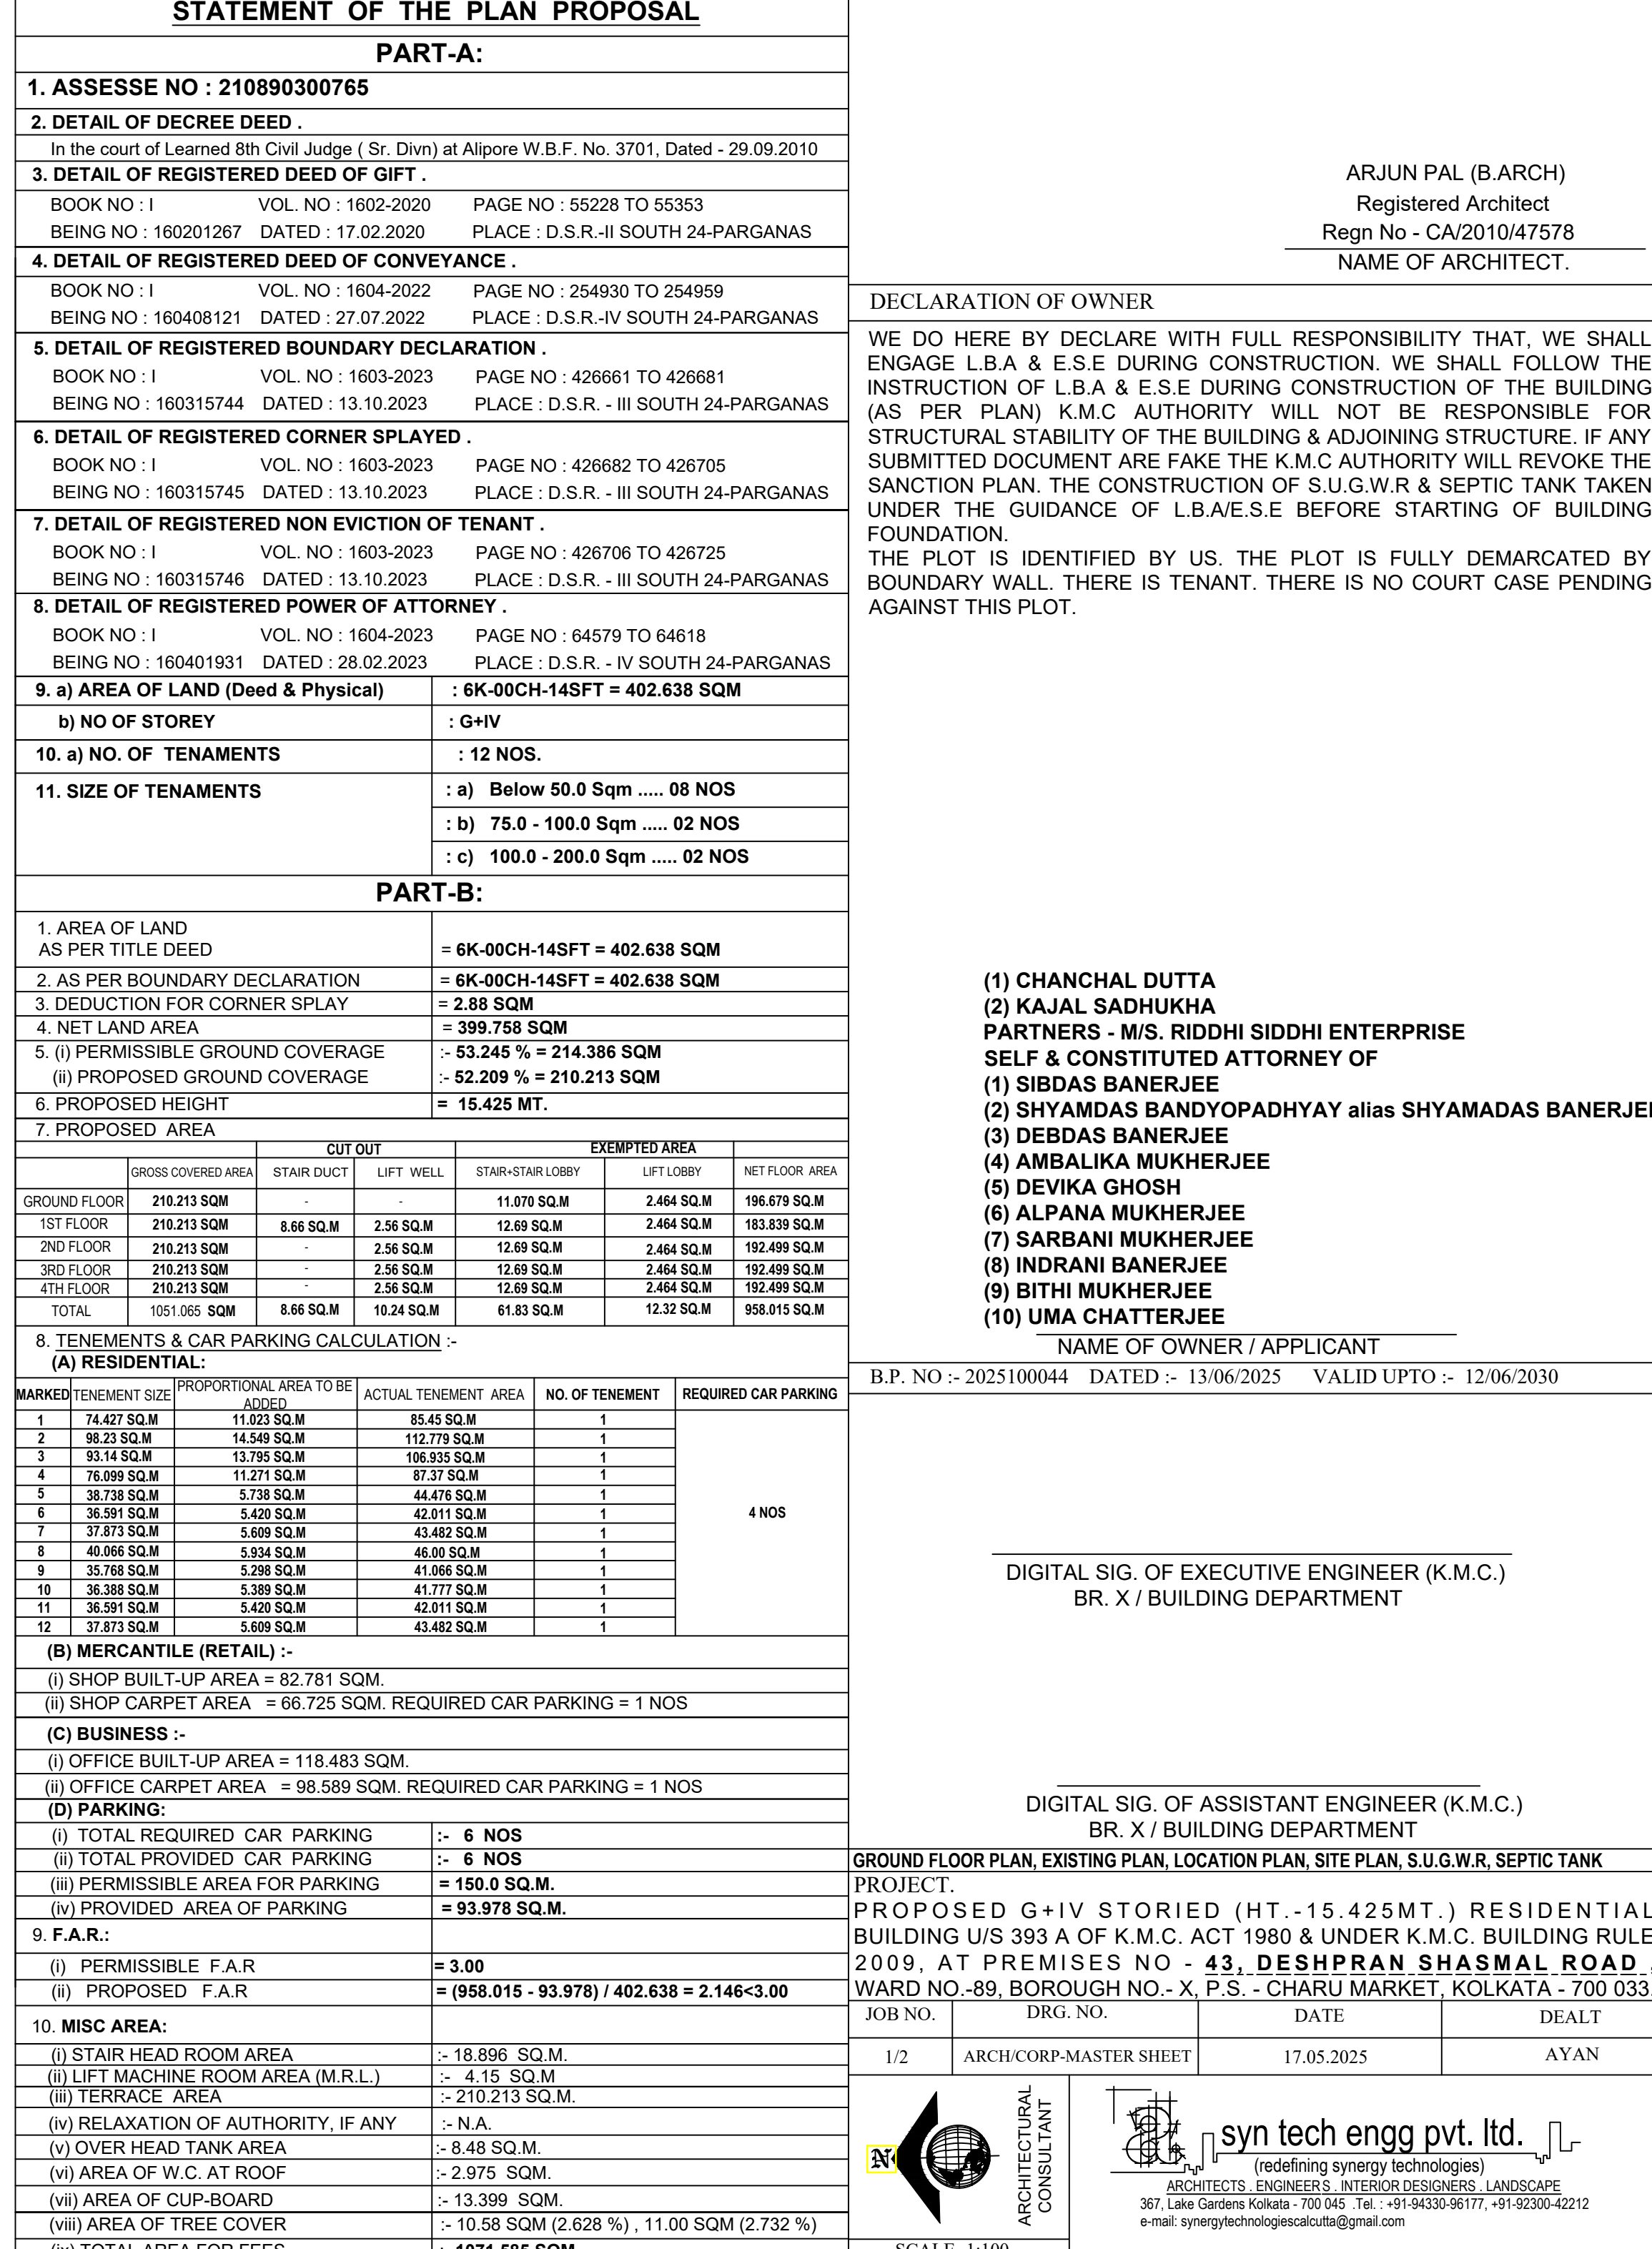 STATEMENT OF THE PLAN PROPOSAL
PART-A:
1. ASSESSE NO : 210890300765
2. DETAIL OF DECREE DEED .
In the court of Learned 8th Civil Judge ( Sr. Divn) at Alipore W.B.F. No. 3701, Dated - 29.09.2010
3. DETAIL OF REGISTERED DEED OF GIFT .
BOOK NO : I VOL. NO : 1602-2020 PAGE NO : 55228 TO 55353
BEING NO : 160201267 DATED : 17.02.2020 PLACE : D.S.R.-II SOUTH 24-PARGANAS
4. DETAIL OF REGISTERED DEED OF CONVEYANCE .
BOOK NO : I VOL. NO : 1604-2022 PAGE NO : 254930 TO 254959
BEING NO : 160408121 DATED : 27.07.2022 PLACE : D.S.R.-IV SOUTH 24-PARGANAS
5. DETAIL OF REGISTERED BOUNDARY DECLARATION .
BOOK NO : I VOL. NO : 1603-2023 PAGE NO : 426661 TO 426681
BEING NO : 160315744 DATED : 13.10.2023 PLACE : D.S.R. - III SOUTH 24-PARGANAS
6. DETAIL OF REGISTERED CORNER SPLAYED .
BOOK NO : I VOL. NO : 1603-2023 PAGE NO : 426682 TO 426705
BEING NO : 160315745 DATED : 13.10.2023 PLACE : D.S.R. - III SOUTH 24-PARGANAS
7. DETAIL OF REGISTERED NON EVICTION OF TENANT .
BOOK NO : I VOL. NO : 1603-2023 PAGE NO : 426706 TO 426725
BEING NO : 160315746 DATED : 13.10.2023 PLACE : D.S.R. - III SOUTH 24-PARGANAS
8. DETAIL OF REGISTERED POWER OF ATTORNEY .
BOOK NO : I VOL. NO : 1604-2023 PAGE NO : 64579 TO 64618
BEING NO : 160401931 DATED : 28.02.2023 PLACE : D.S.R. - IV SOUTH 24-PARGANAS
9. a) AREA OF LAND (Deed & Physical) : 6K-00CH-14SFT = 402.638 SQM
b) NO OF STOREY : G+IV
10. a) NO. OF TENAMENTS : 12 NOS.
11. SIZE OF TENAMENTS : a) Below 50.0 Sqm ..... 08 NOS
: b) 75.0 - 100.0 Sqm ..... 02 NOS
: c) 100.0 - 200.0 Sqm ..... 02 NOS
PART-B:
1. AREA OF LAND
AS PER TITLE DEED = 6K-00CH-14SFT = 402.638 SQM
2. AS PER BOUNDARY DECLARATION = 6K-00CH-14SFT = 402.638 SQM
3. DEDUCTION FOR CORNER SPLAY = 2.88 SQM
4. NET LAND AREA = 399.758 SQM
5. (i) PERMISSIBLE GROUND COVERAGE :- 53.245 % = 214.386 SQM
(ii) PROPOSED GROUND COVERAGE :- 52.209 % = 210.213 SQM
6. PROPOSED HEIGHT = 15.425 MT.
7. PROPOSED AREA
CUT OUT EXEMPTED AREA
GROSS COVERED AREA STAIR DUCT LIFT WELL STAIR+STAIR LOBBY LIFT LOBBY NET FLOOR AREA
GROUND FLOOR 210.213 SQM - - 11.070 SQ.M 2.464 SQ.M 196.679 SQ.M
1ST FLOOR 210.213 SQM 8.66 SQ.M 2.56 SQ.M 12.69 SQ.M 2.464 SQ.M 183.839 SQ.M
2ND FLOOR 210.213 SQM - 2.56 SQ.M 12.69 SQ.M 2.464 SQ.M 192.499 SQ.M
3RD FLOOR 210.213 SQM - 2.56 SQ.M 12.69 SQ.M 2.464 SQ.M 192.499 SQ.M
4TH FLOOR 210.213 SQM - 2.56 SQ.M 12.69 SQ.M 2.464 SQ.M 192.499 SQ.M
TOTAL 1051.065 SQM 8.66 SQ.M 10.24 SQ.M 61.83 SQ.M 12.32 SQ.M 958.015 SQ.M
8. TENEMENTS & CAR PARKING CALCULATION :-
(A) RESIDENTIAL:
MARKED TENEMENT SIZE PROPORTIONAL AREA TO BE ADDED ACTUAL TENEMENT AREA NO. OF TENEMENT REQUIRED CAR PARKING
1 74.427 SQ.M 11.023 SQ.M 85.45 SQ.M 1
2 98.23 SQ.M 14.549 SQ.M 112.779 SQ.M 1
3 93.14 SQ.M 13.795 SQ.M 106.935 SQ.M 1
4 76.099 SQ.M 11.271 SQ.M 87.37 SQ.M 1
5 38.738 SQ.M 5.738 SQ.M 44.476 SQ.M 1
6 36.591 SQ.M 5.420 SQ.M 42.011 SQ.M 1 4 NOS
7 37.873 SQ.M 5.609 SQ.M 43.482 SQ.M 1
8 40.066 SQ.M 5.934 SQ.M 46.00 SQ.M 1
9 35.768 SQ.M 5.298 SQ.M 41.066 SQ.M 1
10 36.388 SQ.M 5.389 SQ.M 41.777 SQ.M 1
11 36.591 SQ.M 5.420 SQ.M 42.011 SQ.M 1
12 37.873 SQ.M 5.609 SQ.M 43.482 SQ.M 1
(B) MERCANTILE (RETAIL) :-
(i) SHOP BUILT-UP AREA = 82.781 SQM.
(ii) SHOP CARPET AREA = 66.725 SQM. REQUIRED CAR PARKING = 1 NOS
(C) BUSINESS :-
(i) OFFICE BUILT-UP AREA = 118.483 SQM.
(ii) OFFICE CARPET AREA = 98.589 SQM. REQUIRED CAR PARKING = 1 NOS
(D) PARKING:
(i) TOTAL REQUIRED CAR PARKING :- 6 NOS
(ii) TOTAL PROVIDED CAR PARKING :- 6 NOS
(iii) PERMISSIBLE AREA FOR PARKING = 150.0 SQ.M.
(iv) PROVIDED AREA OF PARKING = 93.978 SQ.M.
9. F.A.R.:
(i) PERMISSIBLE F.A.R = 3.00
(ii) PROPOSED F.A.R = (958.015 - 93.978) / 402.638 = 2.146<3.00
10. MISC AREA:
(i) STAIR HEAD ROOM AREA :- 18.896 SQ.M.
(ii) LIFT MACHINE ROOM AREA (M.R.L.) :- 4.15 SQ.M
(iii) TERRACE AREA :- 210.213 SQ.M.
(iv) RELAXATION OF AUTHORITY, IF ANY :- N.A.
(v) OVER HEAD TANK AREA :- 8.48 SQ.M.
(vi) AREA OF W.C. AT ROOF :- 2.975 SQM.
(vii) AREA OF CUP-BOARD :- 13.399 SQM.
(viii) AREA OF TREE COVER :- 10.58 SQM (2.628 %) , 11.00 SQM (2.732 %)
(ix) TOTAL AREA FOR FEES :- 1071.585 SQM
ARJUN PAL (B.ARCH)
Registered Architect
Regn No - CA/2010/47578
NAME OF ARCHITECT.
DECLARATION OF OWNER
WE DO HERE BY DECLARE WITH FULL RESPONSIBILITY THAT, WE SHALL
ENGAGE L.B.A & E.S.E DURING CONSTRUCTION. WE SHALL FOLLOW THE
INSTRUCTION OF L.B.A & E.S.E DURING CONSTRUCTION OF THE BUILDING
(AS PER PLAN) K.M.C AUTHORITY WILL NOT BE RESPONSIBLE FOR
STRUCTURAL STABILITY OF THE BUILDING & ADJOINING STRUCTURE. IF ANY
SUBMITTED DOCUMENT ARE FAKE THE K.M.C AUTHORITY WILL REVOKE THE
SANCTION PLAN. THE CONSTRUCTION OF S.U.G.W.R & SEPTIC TANK TAKEN
UNDER THE GUIDANCE OF L.B.A/E.S.E BEFORE STARTING OF BUILDING
FOUNDATION.
THE PLOT IS IDENTIFIED BY US. THE PLOT IS FULLY DEMARCATED BY
BOUNDARY WALL. THERE IS TENANT. THERE IS NO COURT CASE PENDING
AGAINST THIS PLOT.
(1) CHANCHAL DUTTA
(2) KAJAL SADHUKHA
PARTNERS - M/S. RIDDHI SIDDHI ENTERPRISE
SELF & CONSTITUTED ATTORNEY OF
(1) SIBDAS BANERJEE
(2) SHYAMDAS BANDYOPADHYAY alias SHYAMADAS BANERJEE
(3) DEBDAS BANERJEE
(4) AMBALIKA MUKHERJEE
(5) DEVIKA GHOSH
(6) ALPANA MUKHERJEE
(7) SARBANI MUKHERJEE
(8) INDRANI BANERJEE
(9) BITHI MUKHERJEE
(10) UMA CHATTERJEE
NAME OF OWNER / APPLICANT
B.P. NO :- 2025100044 DATED :- 13/06/2025 VALID UPTO :- 12/06/2030
DIGITAL SIG. OF EXECUTIVE ENGINEER (K.M.C.)
BR. X / BUILDING DEPARTMENT
DIGITAL SIG. OF ASSISTANT ENGINEER (K.M.C.)
BR. X / BUILDING DEPARTMENT
GROUND FLOOR PLAN, EXISTING PLAN, LOCATION PLAN, SITE PLAN, S.U.G.W.R, SEPTIC TANK
PROJECT.
PROPOSED G+IV STORIED (HT.-15.425MT.) RESIDENTIAL
BUILDING U/S 393 A OF K.M.C. ACT 1980 & UNDER K.M.C. BUILDING RULE
2009, AT PREMISES NO - 43, DESHPRAN SHASMAL ROAD ,
WARD NO.-89, BOROUGH NO.- X, P.S. - CHARU MARKET, KOLKATA - 700 033.
JOB NO. DRG. NO. DATE DEALT
1/2 ARCH/CORP-MASTER SHEET 17.05.2025 AYAN
N
ARCHITECTURAL
CONSULTANT
syn tech engg pvt. ltd.
(redefining synergy technologies)
ARCHITECTS . ENGINEERS . INTERIOR DESIGNERS . LANDSCAPE
367, Lake Gardens Kolkata - 700 045 .Tel. : +91-94330-96177, +91-92300-42212
e-mail: synergytechnologiescalcutta@gmail.com
SCALE 1:100